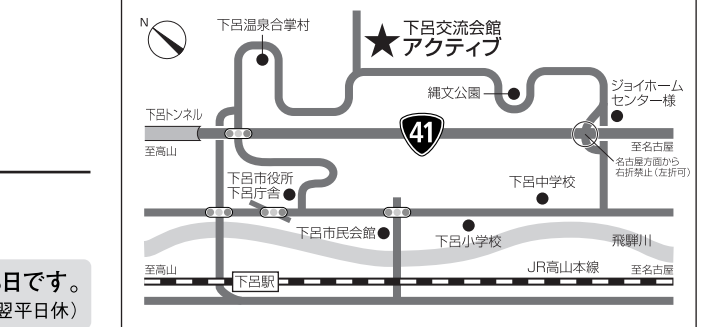 N
下呂温泉合掌村
下呂交流会館
アクティブ
縄文公園
ジョイホーム
センター様
下呂トンネル
41
至高山
至名古屋
名古屋方面から
右折禁止(左折可)
下呂市役所
下呂庁舎
下呂中学校
下呂市民会館
下呂小学校
飛騨川
至高山
JR高山本線
至名古屋
下呂駅
日です。
翌平日休）